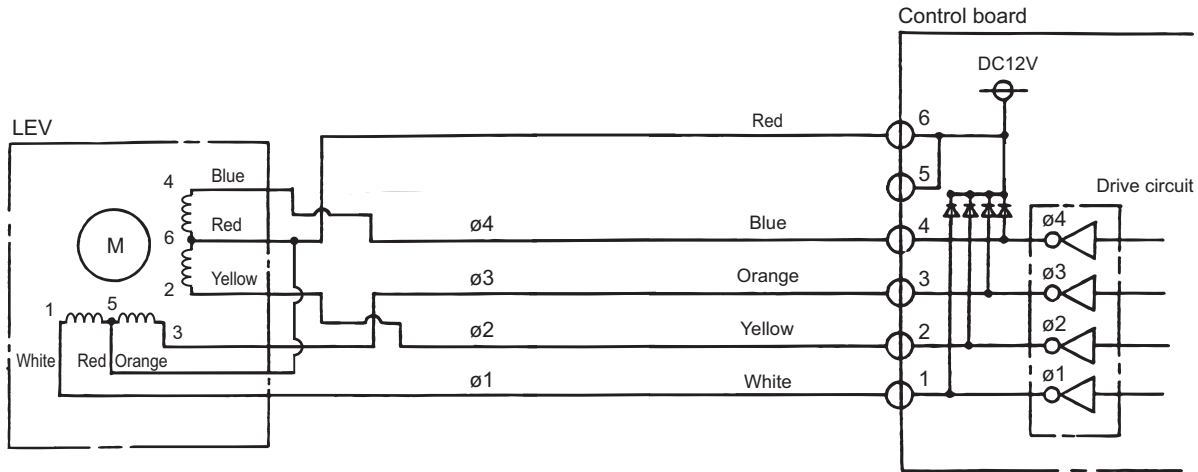 Control board
DC12V
LEV
Red
6
5
Drive circuit
4
Blue
Red
6
M
Yellow
2
ø4
Blue
4
ø4
ø3
Orange
3
ø3
1
5
3
White
Red
Orange
ø2
Yellow
2
ø2
ø1
White
1
ø1